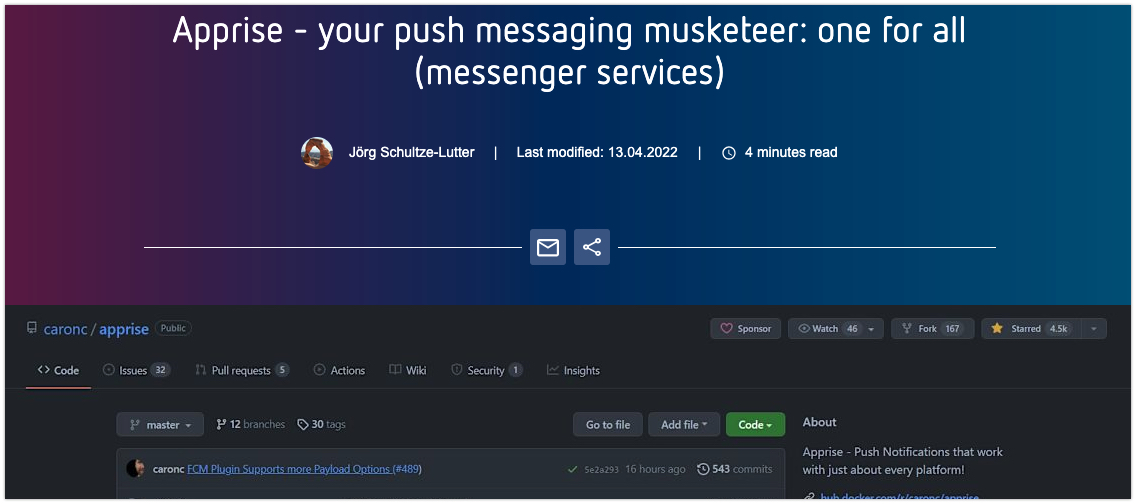 Apprise - your push messaging musketeer: one for all
(messenger services)
Jörg Schultze-Lutter | Last modified: 13.04.2022 | 4 minutes read
caronc / apprise Public
Sponsor Watch 46 Fork 167 Starred 4.5k
Code Issues 32 Pull requests 5 Actions Wiki Security 1 Insights
master 12 branches 30 tags Go to file Add file Code About
Apprise - Push Notifications that work
with just about every platform!
caronc FCM Plugin Supports more Payload Options (#489) 5e2a293 16 hours ago 543 commits
hub.docker.com/r/caronc/apprise